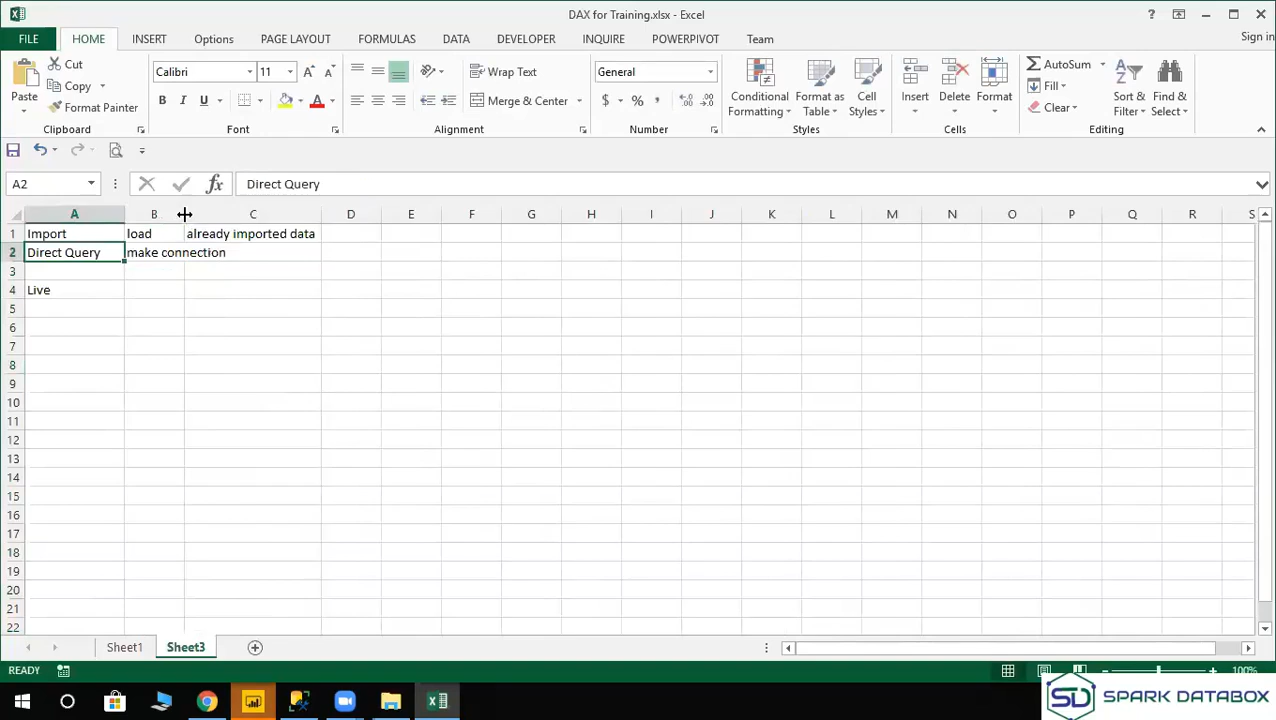 DAX for Training.xlsx - Excel
?
Sign in
FILE HOME INSERT Options PAGE LAYOUT FORMULAS DATA DEVELOPER INQUIRE POWERPIVOT Team
Paste
Cut
Copy
Format Painter
Clipboard
Calibri 11
B I U
A A
Font
Wrap Text
Merge & Center
Alignment
General
$ % ,
Number
Conditional Formatting
Format as Table
Cell Styles
Styles
Insert
Delete
Format
Cells
AutoSum
Fill
Clear
Sort & Filter
Find & Select
Editing
A2 fx Direct Query
A B C D E F G H I J K L M N O P Q R S
1 Import load already imported data
2 Direct Query make connection
3
4 Live
5
6
7
8
9
10
11
12
13
14
15
16
17
18
19
20
21
22
Sheet1 Sheet3
READY
100%
SD SPARK DATABOX